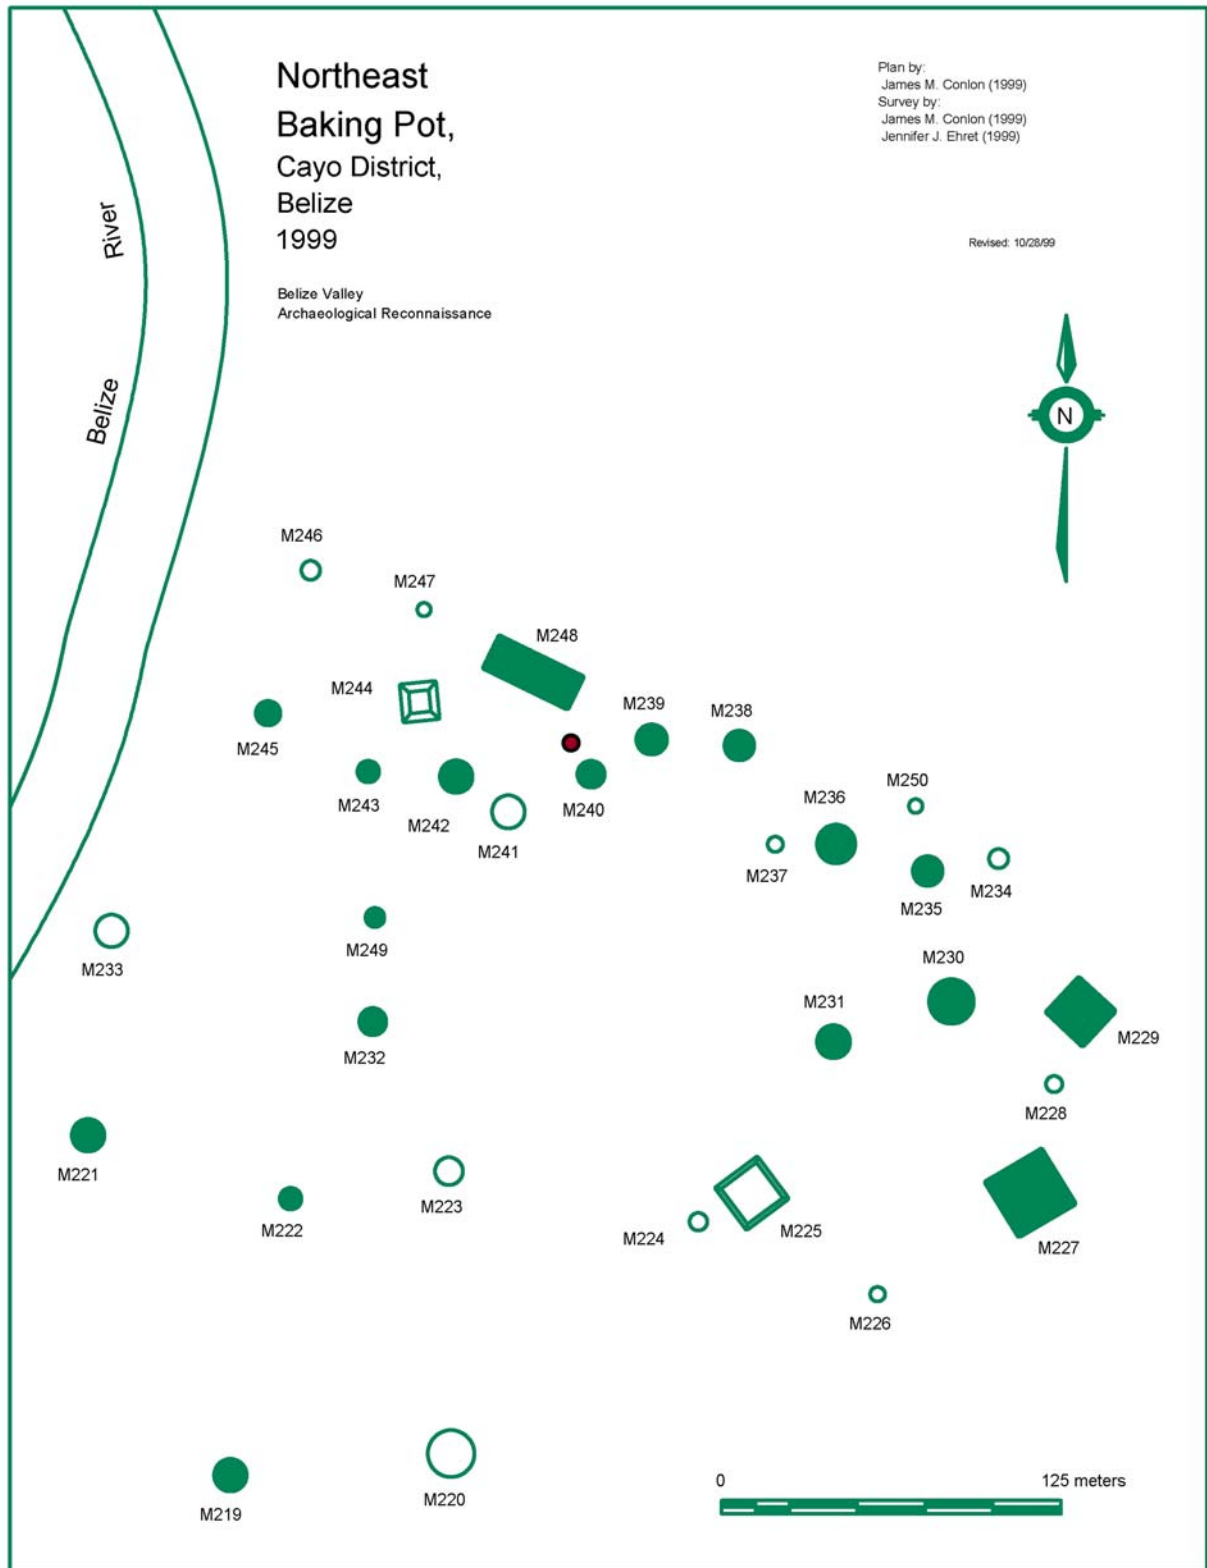 Northeast
Baking Pot,
Cayo District,
Belize
1999
Belize Valley
Archaeological Reconnaissance
Plan by:
James M. Conlon (1999)
Survey by:
James M. Conlon (1999)
Jennifer J. Ehret (1999)
Revised: 10/28/99
River
Belize
N
M246
M247
M248
M244
M239
M238
M245
M250
M236
M243
M240
M242
M241
M237
M234
M235
M249
M230
M233
M231
M229
M232
M228
M221
M223
M222
M225
M224
M227
M226
0
125 meters
M220
M219